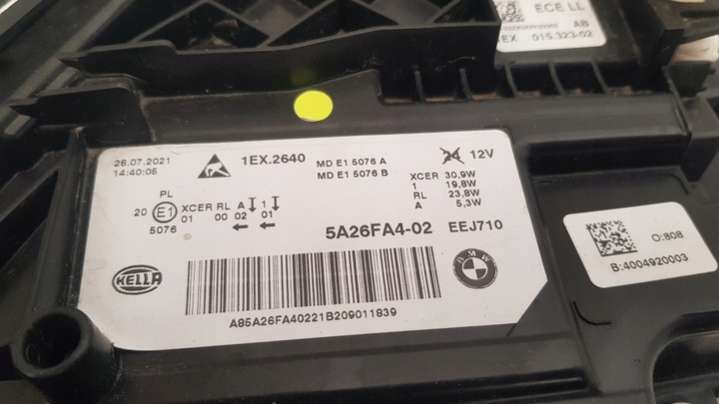 ECE LL
AB
EX 015.323-02
26.07.2021
14:40:05
1EX.2640
MD E1 5076 A
MD E1 5076 B
12V
XCER 30,9W
1 19,8W
RL 23,8W
A 5,3W
PL
20 E1 XCER RL A 1
01 00 02 01
5076
5A26FA4-02 EEJ710
HELLA
BMW
A85A26FA40221B209011839
O:808
B:4004920003